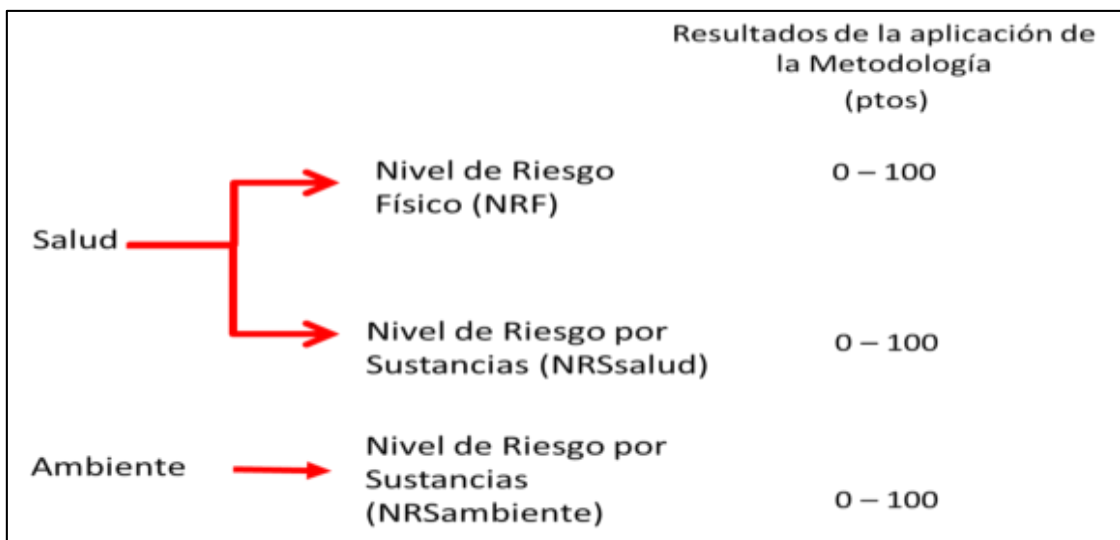 Resultados de la aplicación de
la Metodología
(ptos)
Salud
Nivel de Riesgo
Físico (NRF)
0 – 100
Nivel de Riesgo por
Sustancias (NRSsalud)
0 – 100
Ambiente
Nivel de Riesgo por
Sustancias
(NRSambiente)
0 – 100